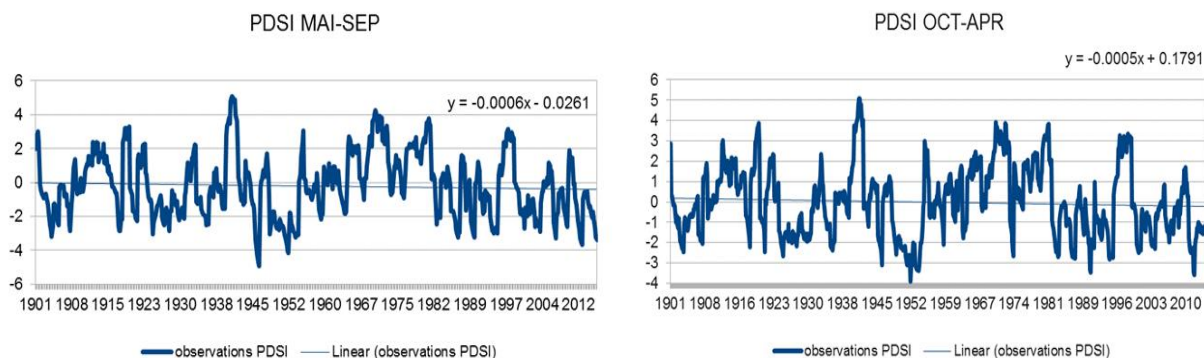 PDSI MAI-SEP
y = -0.0006x - 0.0261
6
4
2
0
-2
-4
-6
1901 1908 1915 1923 1930 1938 1945 1952 1960 1967 1975 1982 1989 1997 2004 2012
observations PDSI Linear (observations PDSI)
PDSI OCT-APR
y = -0.0005x + 0.1791
6
5
4
3
2
1
0
-1
-2
-3
-4
1901 1908 1916 1923 1930 1938 1945 1952 1960 1967 1974 1981 1989 1996 2003 2010
observations PDSI Linear (observations PDSI)